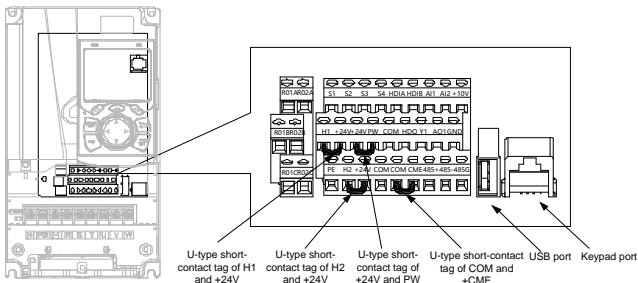 R01A R02A
S1 S2 S3 S4 HDIA HDIB AI1 AI2 +10V
R01B R02B
H1 +24V +24V PW COM HDO Y1 AO1 GND
R01C R02C
PE H2 +24V COM COM CME 485+ 485- 485G
U-type short-
contact tag of H1
and +24V
U-type short-
contact tag of H2
and +24V
U-type short-
contact tag of
+24V and PW
U-type short-contact
tag of COM and
+CME
USB port
Keypad port